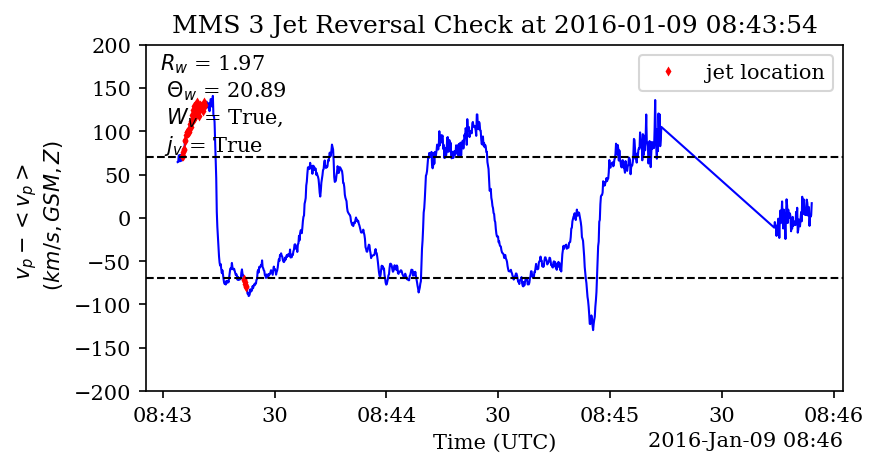 MMS 3 Jet Reversal Check at 2016-01-09 08:43:54
200
150
100
50
0
−50
−100
−150
−200
v_p − < v_p >
(km/s, GSM, Z)
R_w = 1.97
Θ_w = 20.89
W_v = True,
j_v = True
jet location
08:43
30
08:44
30
08:45
30
08:46
Time (UTC)
2016-Jan-09 08:46